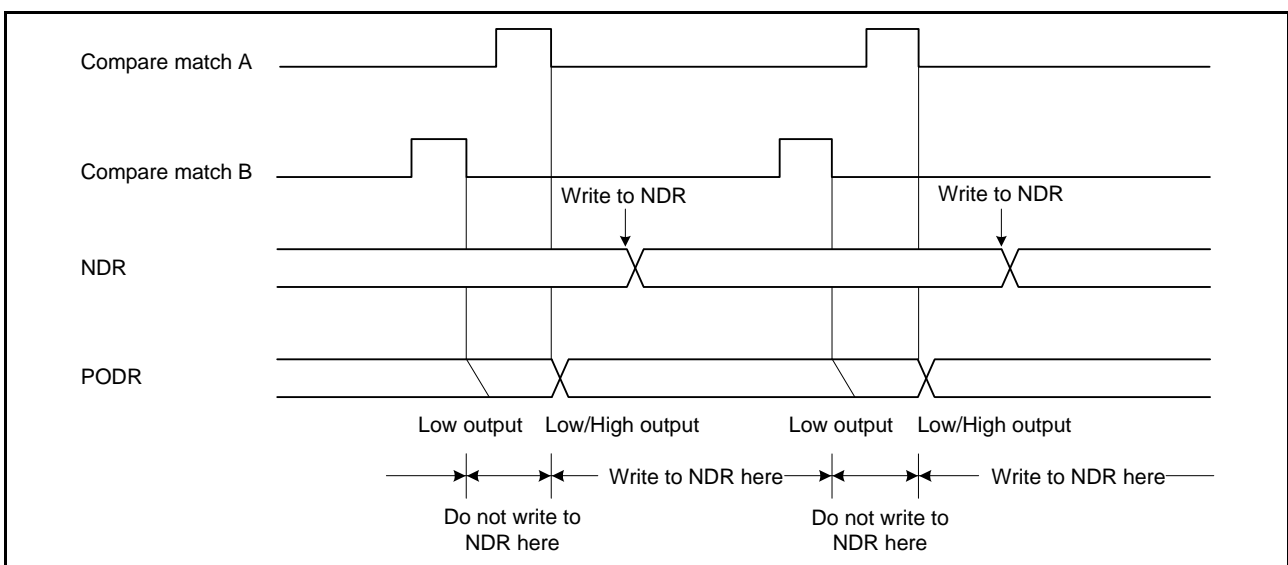 Compare match A
Compare match B
Write to NDR
Write to NDR
NDR
PODR
Low output
Low/High output
Low output
Low/High output
Write to NDR here
Write to NDR here
Do not write to
NDR here
Do not write to
NDR here